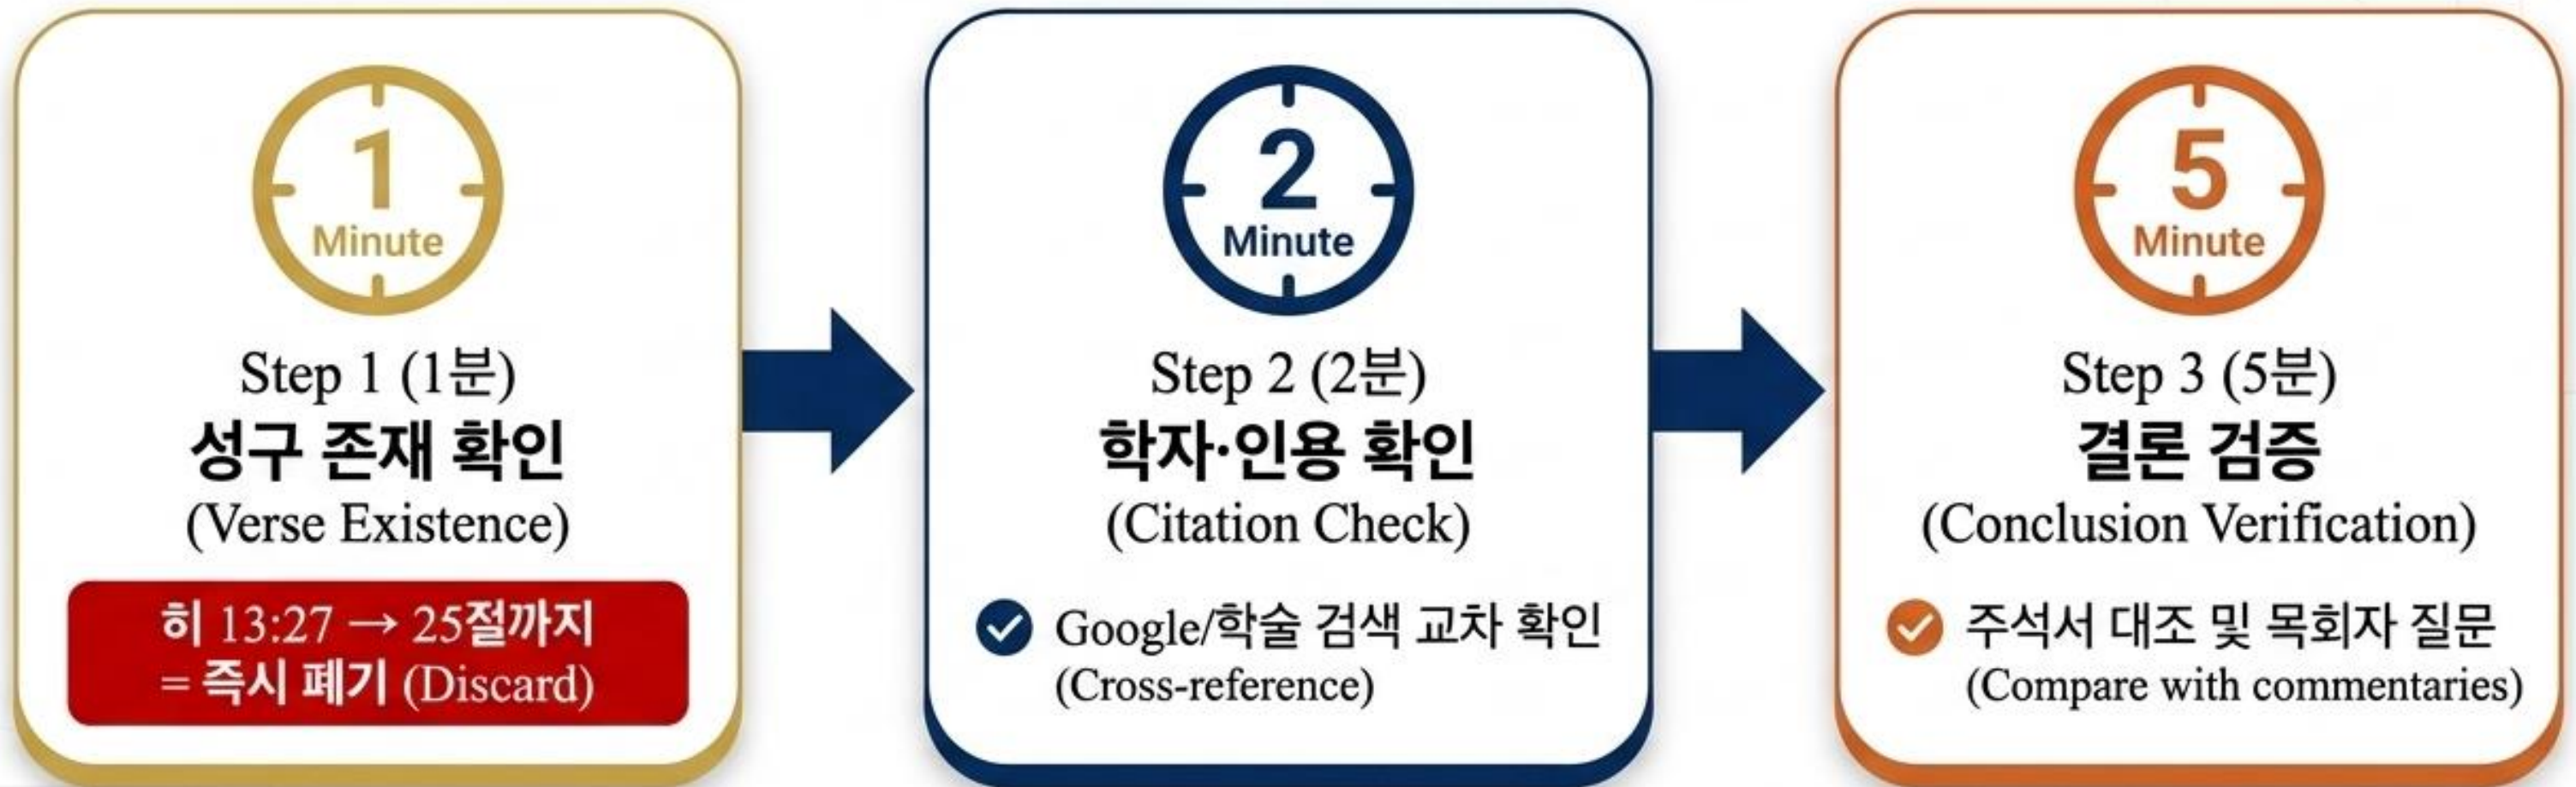 1
Minute
Step 1 (1분)
성구 존재 확인
(Verse Existence)
히 13:27 → 25절까지
= 즉시 폐기 (Discard)
2
Minute
Step 2 (2분)
학자·인용 확인
(Citation Check)
Google/학술 검색 교차 확인
(Cross-reference)
5
Minute
Step 3 (5분)
결론 검증
(Conclusion Verification)
주석서 대조 및 목회자 질문
(Compare with commentaries)